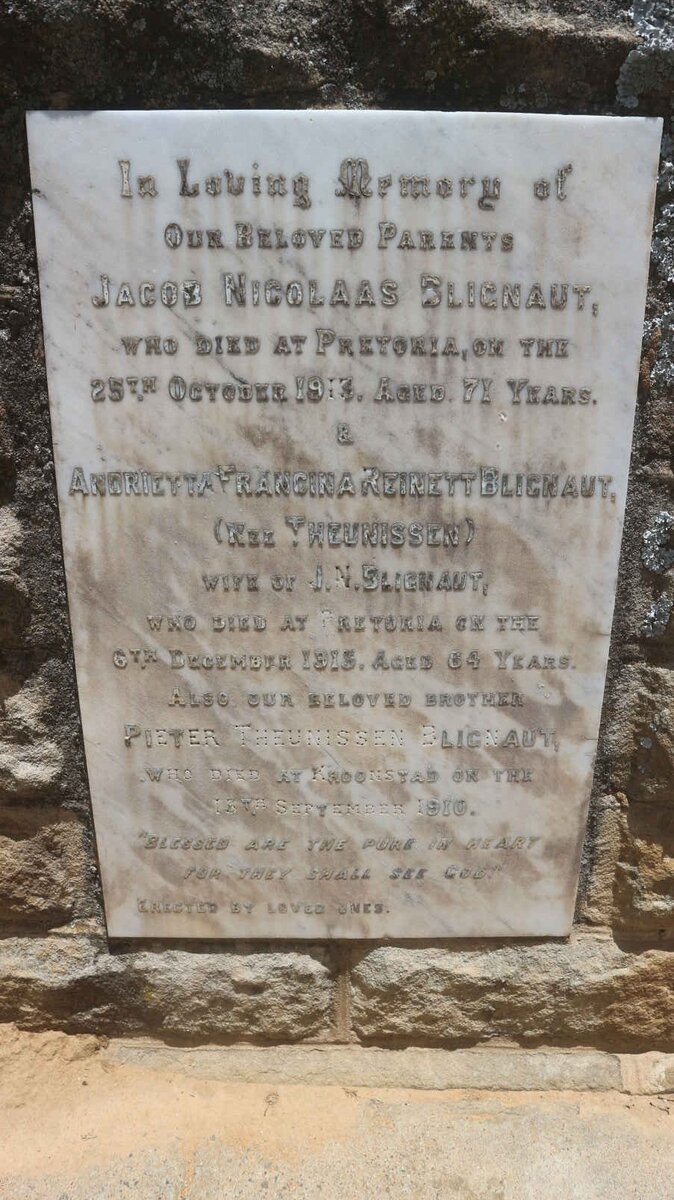 In Loving Memory of
OUR BELOVED PARENTS
JACOB NICOLAAS BLIGNAUT,
WHO DIED AT PRETORIA, ON THE
25TH OCTOBER 1913. AGED 71 YEARS.
&
ANDRIETTA FRANCINA REINETT BLIGNAUT,
(NEE THEUNISSEN)
WIFE OF J.N. BLIGNAUT,
WHO DIED AT PRETORIA ON THE
6TH DECEMBER 1913. AGED 64 YEARS.
ALSO OUR BELOVED BROTHER
PIETER THEUNISSEN BLIGNAUT,
WHO DIED AT KROONSTAD ON THE
13TH SEPTEMBER 1910.
"BLESSED ARE THE PURE IN HEART
FOR THEY SHALL SEE GOD."
ERECTED BY LOVED ONES.